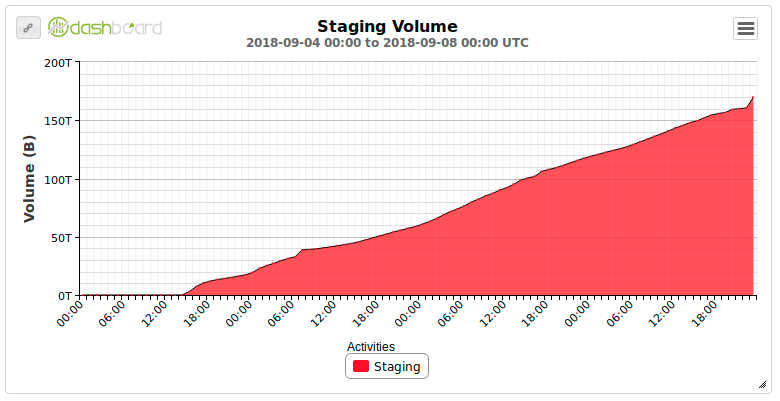 dashboard
Staging Volume
2018-09-04 00:00 to 2018-09-08 00:00 UTC
Volume (B)
200T
150T
100T
50T
0T
00:00 06:00 12:00 18:00 00:00 06:00 12:00 18:00 00:00 06:00 12:00 18:00 00:00 06:00 12:00 18:00
Activities
Staging